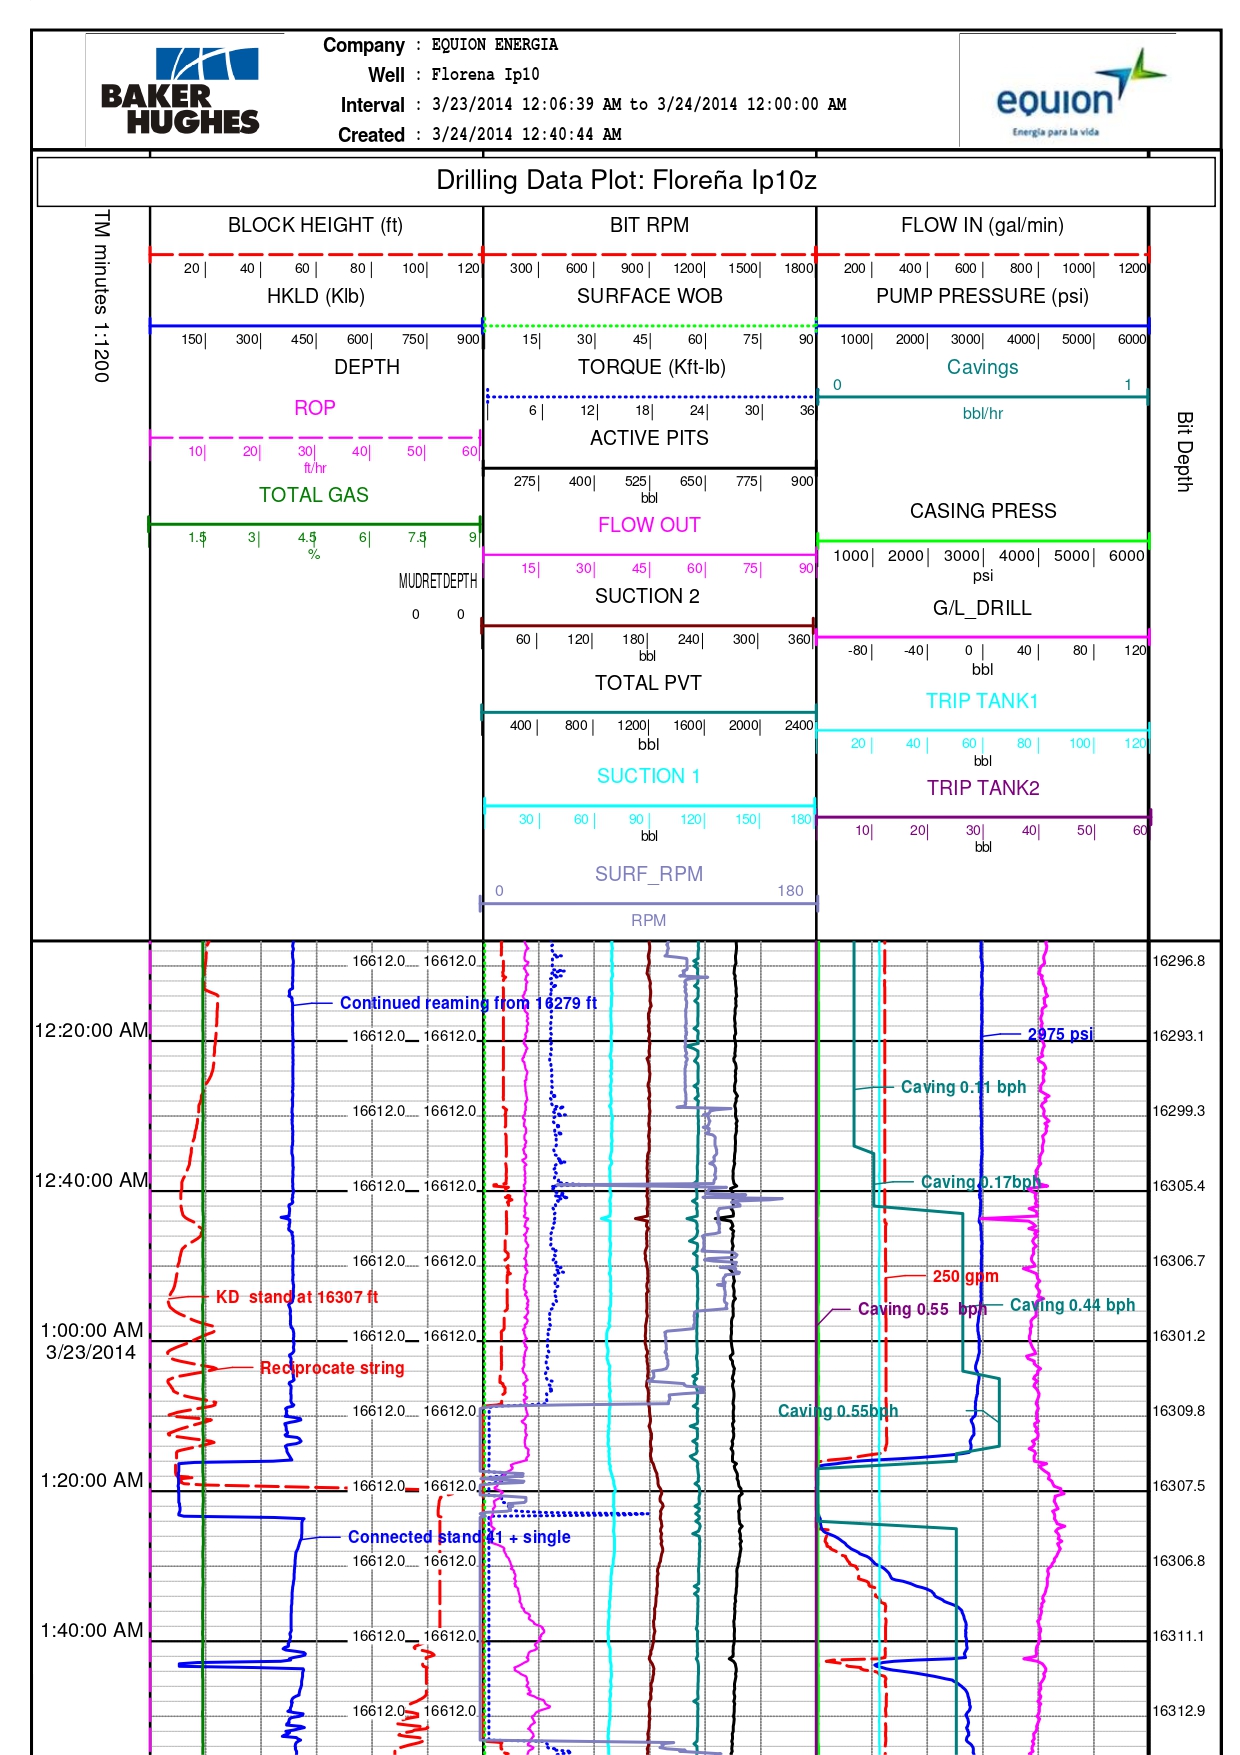 BAKER
HUGHES
Company : EQUION ENERGIA
Well : Florena Ip10
Interval : 3/23/2014 12:06:39 AM to 3/24/2014 12:00:00 AM
Created : 3/24/2014 12:40:44 AM
equion
Energía para la vida
Drilling Data Plot: Floreña Ip10z
TM minutes 1:1200
BLOCK HEIGHT (ft)
20 40 60 80 100 120
HKLD (Klb)
150 300 450 600 750 900
DEPTH
ROP
10 20 30 40 50 60
ft/hr
TOTAL GAS
1.5 3 4.5 6 7.5 9
%
MUDRETDEPTH
0 0
BIT RPM
300 600 900 1200 1500 1800
SURFACE WOB
15 30 45 60 75 90
TORQUE (Kft-lb)
6 12 18 24 30 36
ACTIVE PITS
275 400 525 650 775 900
bbl
FLOW OUT
15 30 45 60 75 90
SUCTION 2
60 120 180 240 300 360
bbl
TOTAL PVT
400 800 1200 1600 2000 2400
bbl
SUCTION 1
30 60 90 120 150 180
bbl
SURF_RPM
0 180
RPM
FLOW IN (gal/min)
200 400 600 800 1000 1200
PUMP PRESSURE (psi)
1000 2000 3000 4000 5000 6000
Cavings
0 1
bbl/hr
CASING PRESS
1000 2000 3000 4000 5000 6000
psi
G/L_DRILL
-80 -40 0 40 80 120
bbl
TRIP TANK1
20 40 60 80 100 120
bbl
TRIP TANK2
10 20 30 40 50 60
bbl
Bit Depth
16612.0 16612.0 16296.8
Continued reaming from 16279 ft
12:20:00 AM 16612.0 16612.0 2975 psi 16293.1
Caving 0.11 bph
16612.0 16612.0 16299.3
12:40:00 AM 16612.0 16612.0 Caving 0.17bph 16305.4
16612.0 16612.0 16306.7
250 gpm
KD stand at 16307 ft
Caving 0.55 bph Caving 0.44 bph
1:00:00 AM 16612.0 16612.0 16301.2
3/23/2014
Reciprocate string
16612.0 16612.0 Caving 0.55bph 16309.8
1:20:00 AM 16612.0 16612.0 16307.5
Connected stand 41 + single
16612.0 16612.0 16306.8
1:40:00 AM 16612.0 16612.0 16311.1
16612.0 16612.0 16312.9